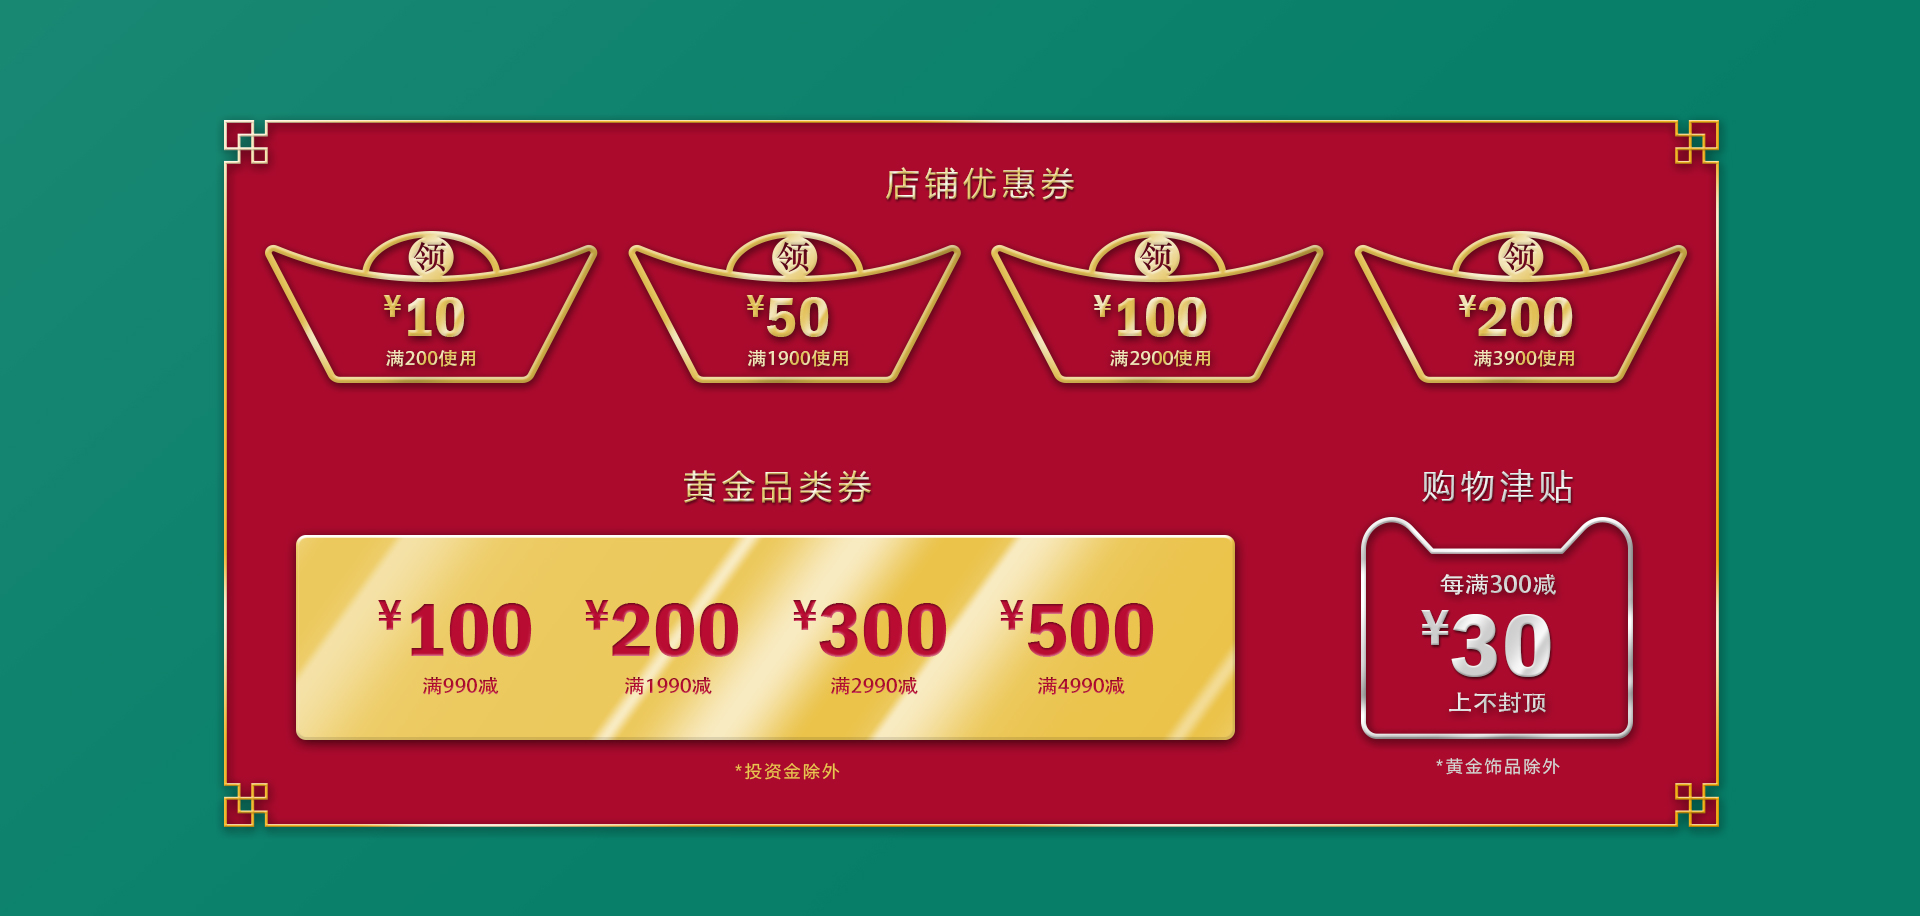 店铺优惠券
领 领 领 领
¥10 ¥50 ¥100 ¥200
满200使用 满1900使用 满2900使用 满3900使用
黄金品类券
¥100 ¥200 ¥300 ¥500
满990减 满1990减 满2990减 满4990减
*投资金除外
购物津贴
每满300减
¥30
上不封顶
*黄金饰品除外